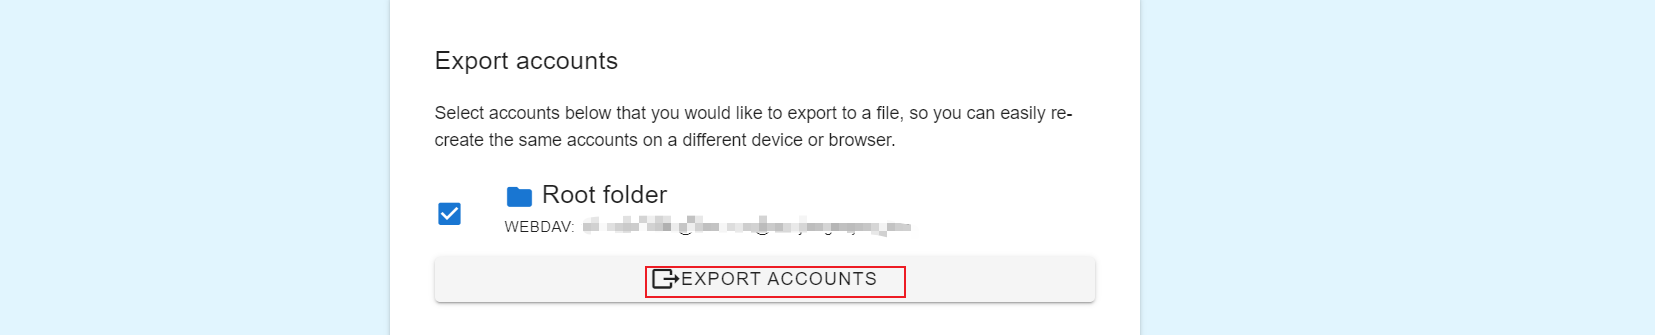 Export accounts
Select accounts below that you would like to export to a file, so you can easily re-
create the same accounts on a different device or browser.
Root folder
WEBDAV:
EXPORT ACCOUNTS